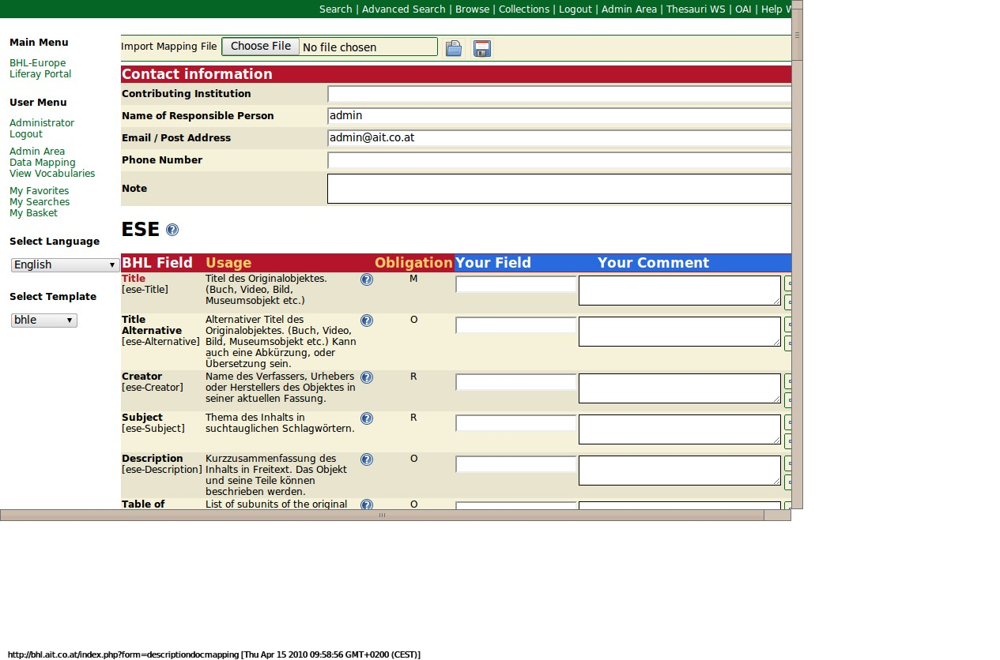 Search | Advanced Search | Browse | Collections | Logout | Admin Area | Thesauri WS | OAI | Help
Main Menu
BHL-Europe
Liferay Portal
User Menu
Administrator
Logout
Admin Area
Data Mapping
View Vocabularies
My Favorites
My Searches
My Basket
Select Language
English
Select Template
bhle
Import Mapping File Choose File No file chosen
Contact information
Contributing Institution
Name of Responsible Person admin
Email / Post Address admin@ait.co.at
Phone Number
Note
ESE
BHL Field Usage Obligation Your Field Your Comment
Title Titel des Originalobjektes. M
[ese-Title] (Buch, Video, Bild,
Museumsobjekt etc.)
Title Alternativer Titel des O
Alternative Originalobjektes. (Buch, Video,
[ese-Alternative] Bild, Museumsobjekt etc.) Kann
auch eine Abkürzung, oder
Übersetzung sein.
Creator Name des Verfassers, Urhebers R
[ese-Creator] oder Herstellers des Objektes in
seiner aktuellen Fassung.
Subject Thema des Inhalts in R
[ese-Subject] suchtauglichen Schlagwörtern.
Description Kurzzusammenfassung des O
[ese-Description] Inhalts in Freitext. Das Objekt
und seine Teile können
beschrieben werden.
Table of List of subunits of the original O
http://bhl.ait.co.at/index.php?form=descriptiondocmapping [Thu Apr 15 2010 09:58:56 GMT+0200 (CEST)]